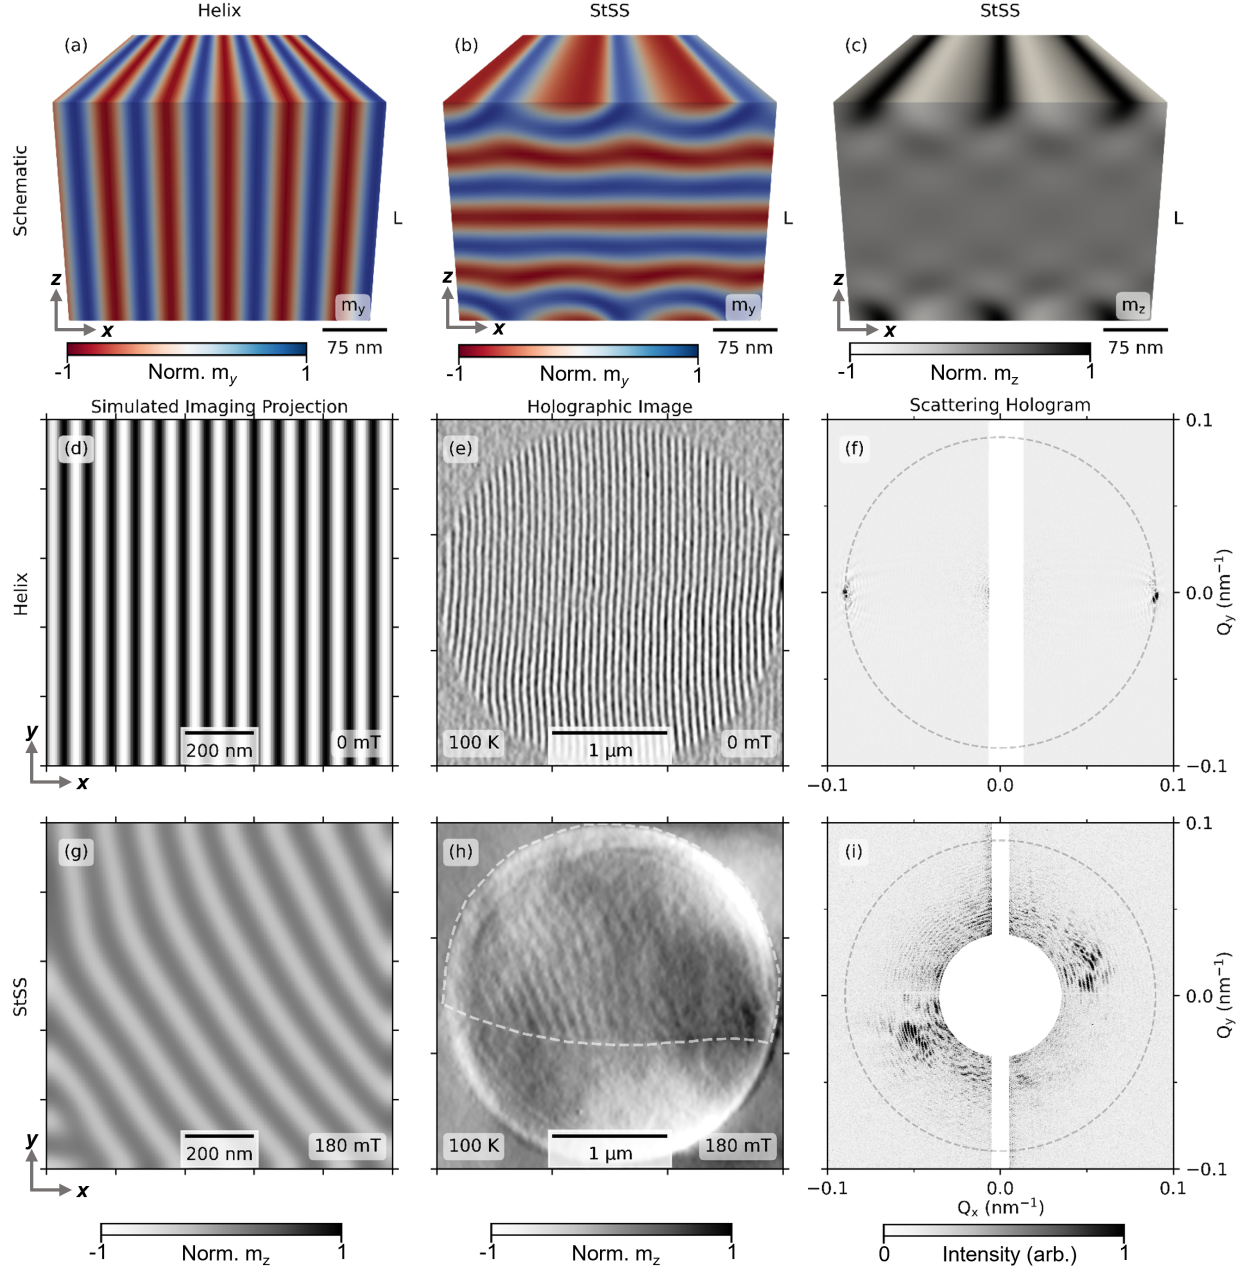 Helix
StSS
StSS
(a)
(b)
(c)
Schematic
L
L
z
x
z
x
z
x
my
my
mz
75 nm
75 nm
75 nm
-1
Norm. my
1
-1
Norm. my
1
-1
Norm. mz
1
Simulated Imaging Projection
Holographic Image
Scattering Hologram
(d)
(e)
(f)
Helix
0.1
0.0
−0.1
Qy (nm−1)
200 nm
0 mT
100 K
1 μm
0 mT
y
x
−0.1
0.0
0.1
(g)
(h)
(i)
StSS
0.1
0.0
−0.1
Qy (nm−1)
200 nm
180 mT
100 K
1 μm
180 mT
y
x
−0.1
0.0
0.1
Qx (nm−1)
-1
Norm. mz
1
-1
Norm. mz
1
0
Intensity (arb.)
1